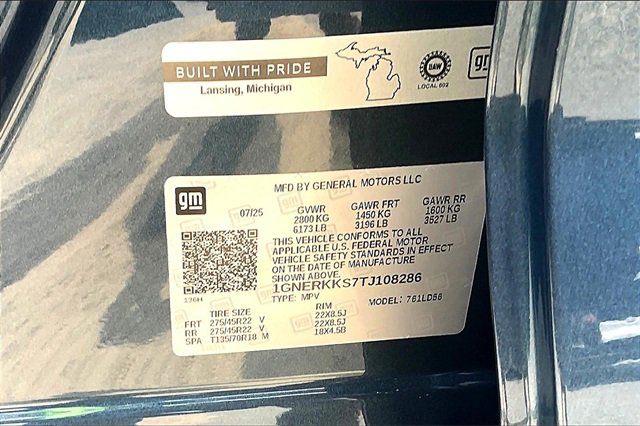 BUILT WITH PRIDE
Lansing, Michigan
UAW
LOCAL 602
gm
gm
MFD BY GENERAL MOTORS LLC
07/25 GVWR GAWR FRT GAWR RR
2800 KG 1450 KG 1600 KG
6173 LB 3196 LB 3527 LB
THIS VEHICLE CONFORMS TO ALL
APPLICABLE U.S. FEDERAL MOTOR
VEHICLE SAFETY STANDARDS IN EFFECT
ON THE DATE OF MANUFACTURE
SHOWN ABOVE.
1GNERKKS7TJ108286
TYPE: MPV MODEL: 
TIRE SIZE RIM
FRT 275/45R22 V 22X8.5J
RR 275/45R22 V 22X8.5J
SPA T135/70R18 M 18X4.5B